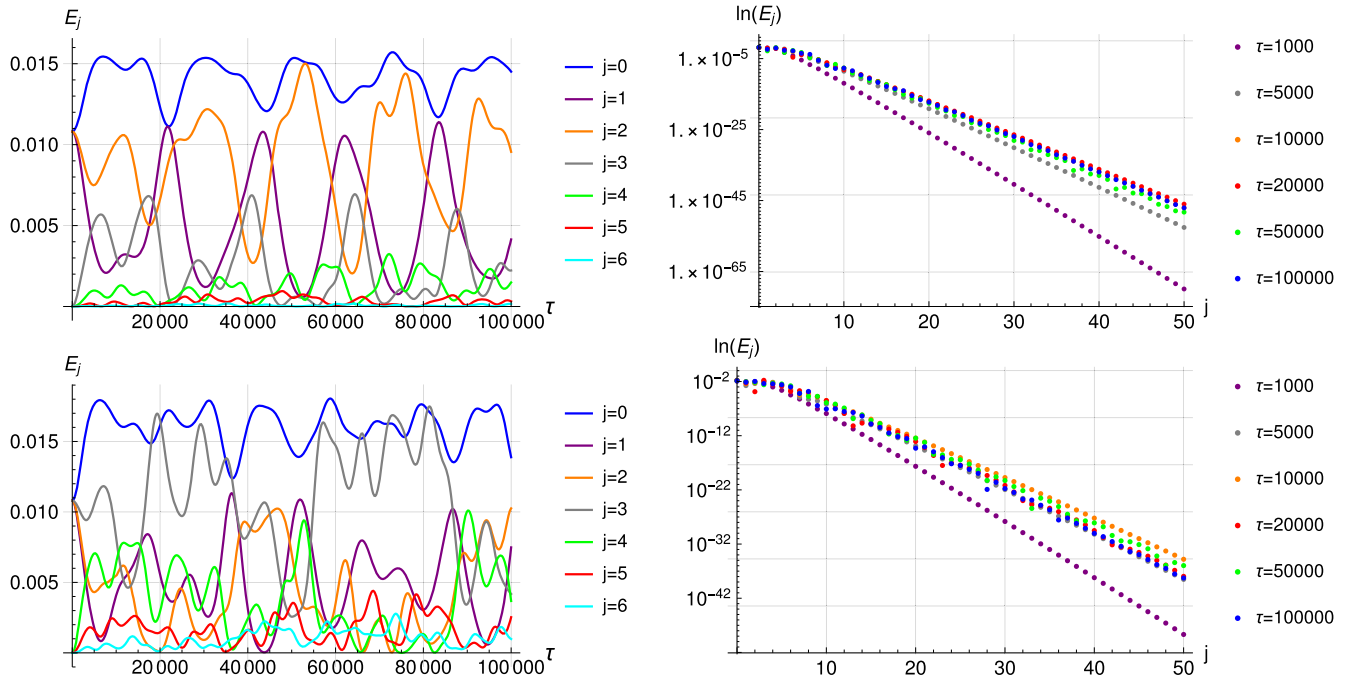 E_j
0.015
0.010
0.005
20 000
40 000
60 000
80 000
100 000
τ
j=0
j=1
j=2
j=3
j=4
j=5
j=6
ln(E_j)
1. × 10^-5
1. × 10^-25
1. × 10^-45
1. × 10^-65
10
20
30
40
50
j
τ=1000
τ=5000
τ=10000
τ=20000
τ=50000
τ=100000
E_j
0.015
0.010
0.005
20 000
40 000
60 000
80 000
100 000
τ
j=0
j=1
j=2
j=3
j=4
j=5
j=6
ln(E_j)
10^-2
10^-12
10^-22
10^-32
10^-42
10
20
30
40
50
j
τ=1000
τ=5000
τ=10000
τ=20000
τ=50000
τ=100000